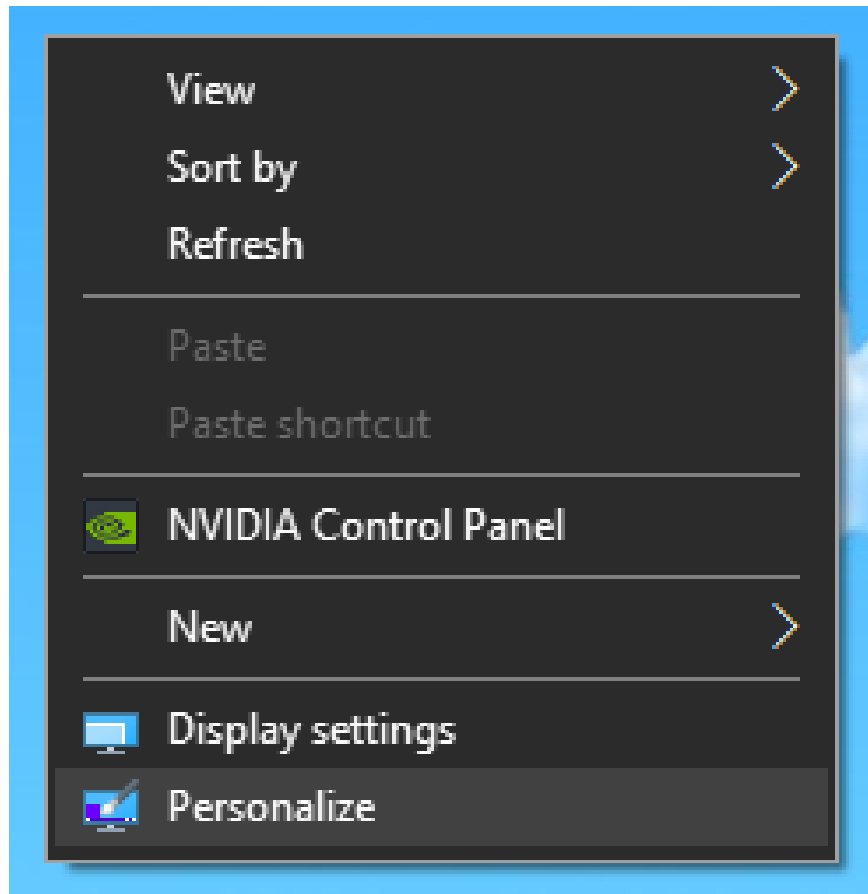 View
Sort by
Refresh
Paste
Paste shortcut
NVIDIA Control Panel
New
Display settings
Personalize